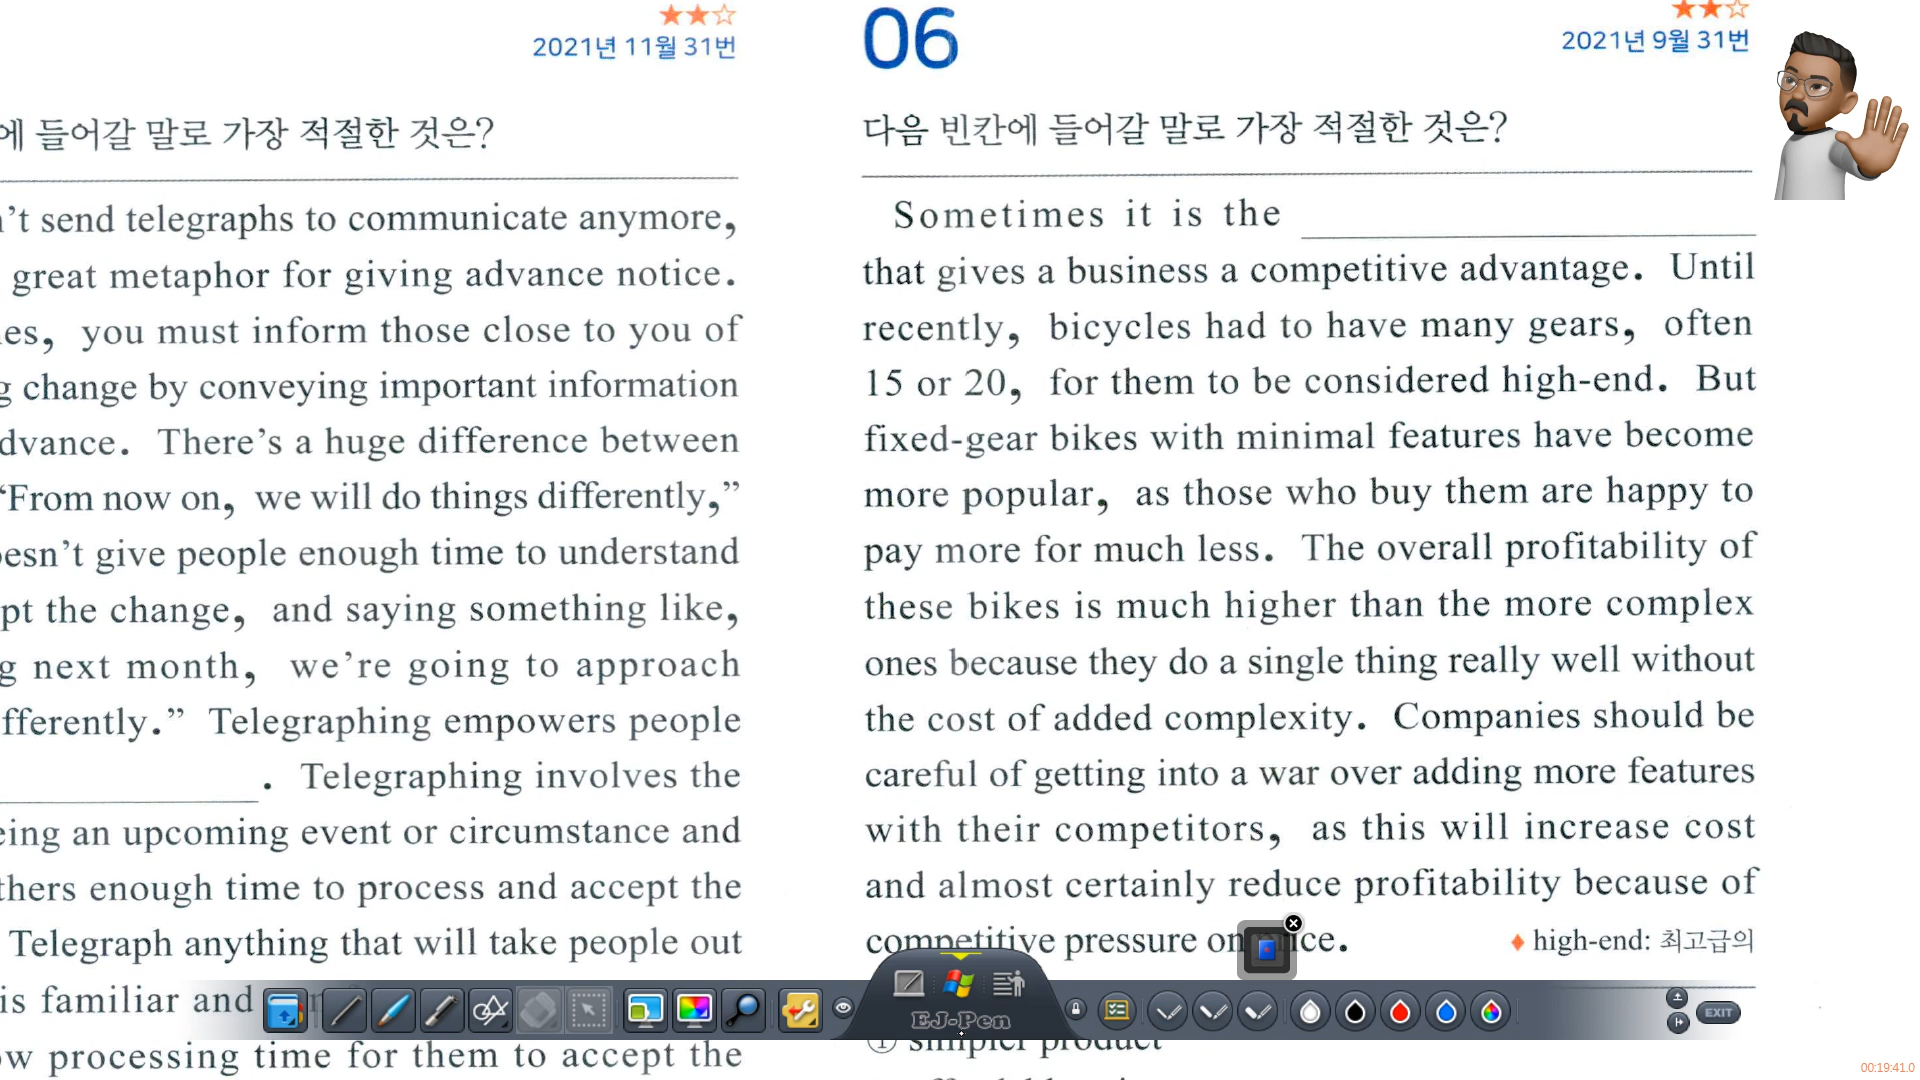 ★★☆
2021년 11월 31번
에 들어갈 말로 가장 적절한 것은?
't send telegraphs to communicate anymore,
great metaphor for giving advance notice.
es, you must inform those close to you of
g change by conveying important information
dvance. There's a huge difference between
“From now on, we will do things differently,”
esn't give people enough time to understand
pt the change, and saying something like,
g next month, we're going to approach
fferently.” Telegraphing empowers people
. Telegraphing involves the
eing an upcoming event or circumstance and
thers enough time to process and accept the
Telegraph anything that will take people out
is familiar and
w processing time for them to accept the
06
★★☆
2021년 9월 31번
다음 빈칸에 들어갈 말로 가장 적절한 것은?
Sometimes it is the
that gives a business a competitive advantage. Until
recently, bicycles had to have many gears, often
15 or 20, for them to be considered high-end. But
fixed-gear bikes with minimal features have become
more popular, as those who buy them are happy to
pay more for much less. The overall profitability of
these bikes is much higher than the more complex
ones because they do a single thing really well without
the cost of added complexity. Companies should be
careful of getting into a war over adding more features
with their competitors, as this will increase cost
and almost certainly reduce profitability because of
competitive pressure on ice.
♦ high-end: 최고급의
① simpler product
EJ-Pen
EXIT
00:19:41.0